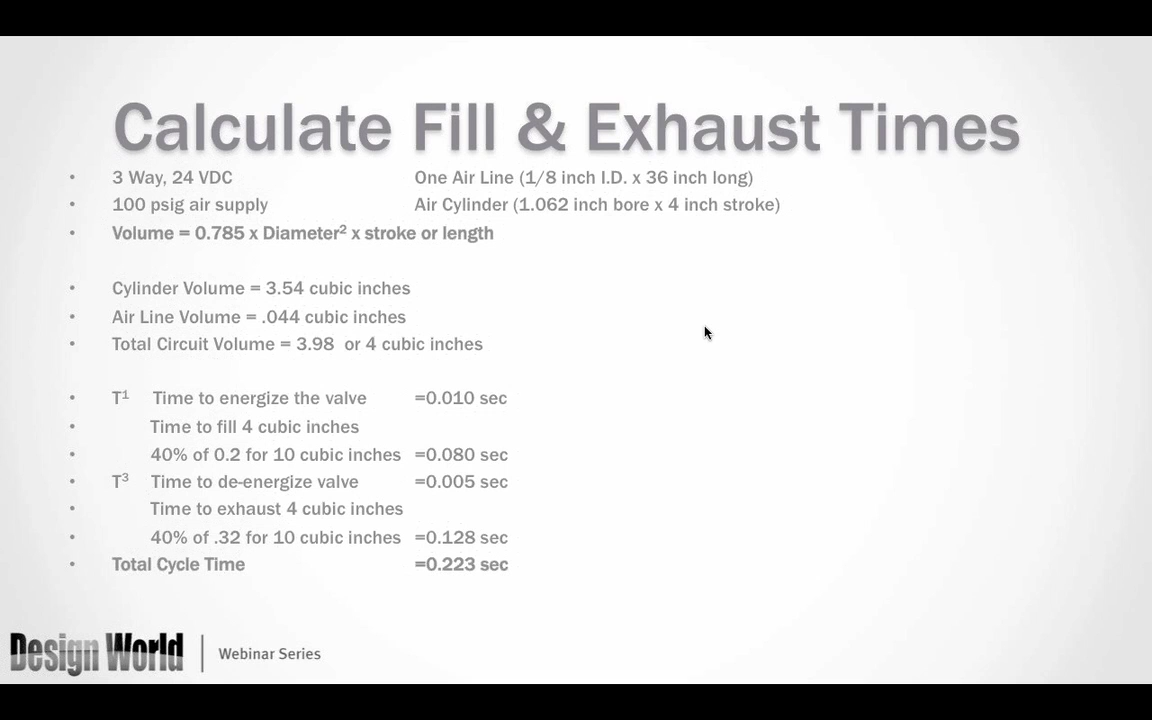 Calculate Fill & Exhaust Times
• 3 Way, 24 VDC One Air Line (1/8 inch I.D. x 36 inch long)
• 100 psig air supply Air Cylinder (1.062 inch bore x 4 inch stroke)
• Volume = 0.785 x Diameter² x stroke or length
• Cylinder Volume = 3.54 cubic inches
• Air Line Volume = .044 cubic inches
• Total Circuit Volume = 3.98 or 4 cubic inches
• T¹ Time to energize the valve =0.010 sec
• Time to fill 4 cubic inches
• 40% of 0.2 for 10 cubic inches =0.080 sec
• T³ Time to de-energize valve =0.005 sec
• Time to exhaust 4 cubic inches
• 40% of .32 for 10 cubic inches =0.128 sec
• Total Cycle Time =0.223 sec
Design World | Webinar Series